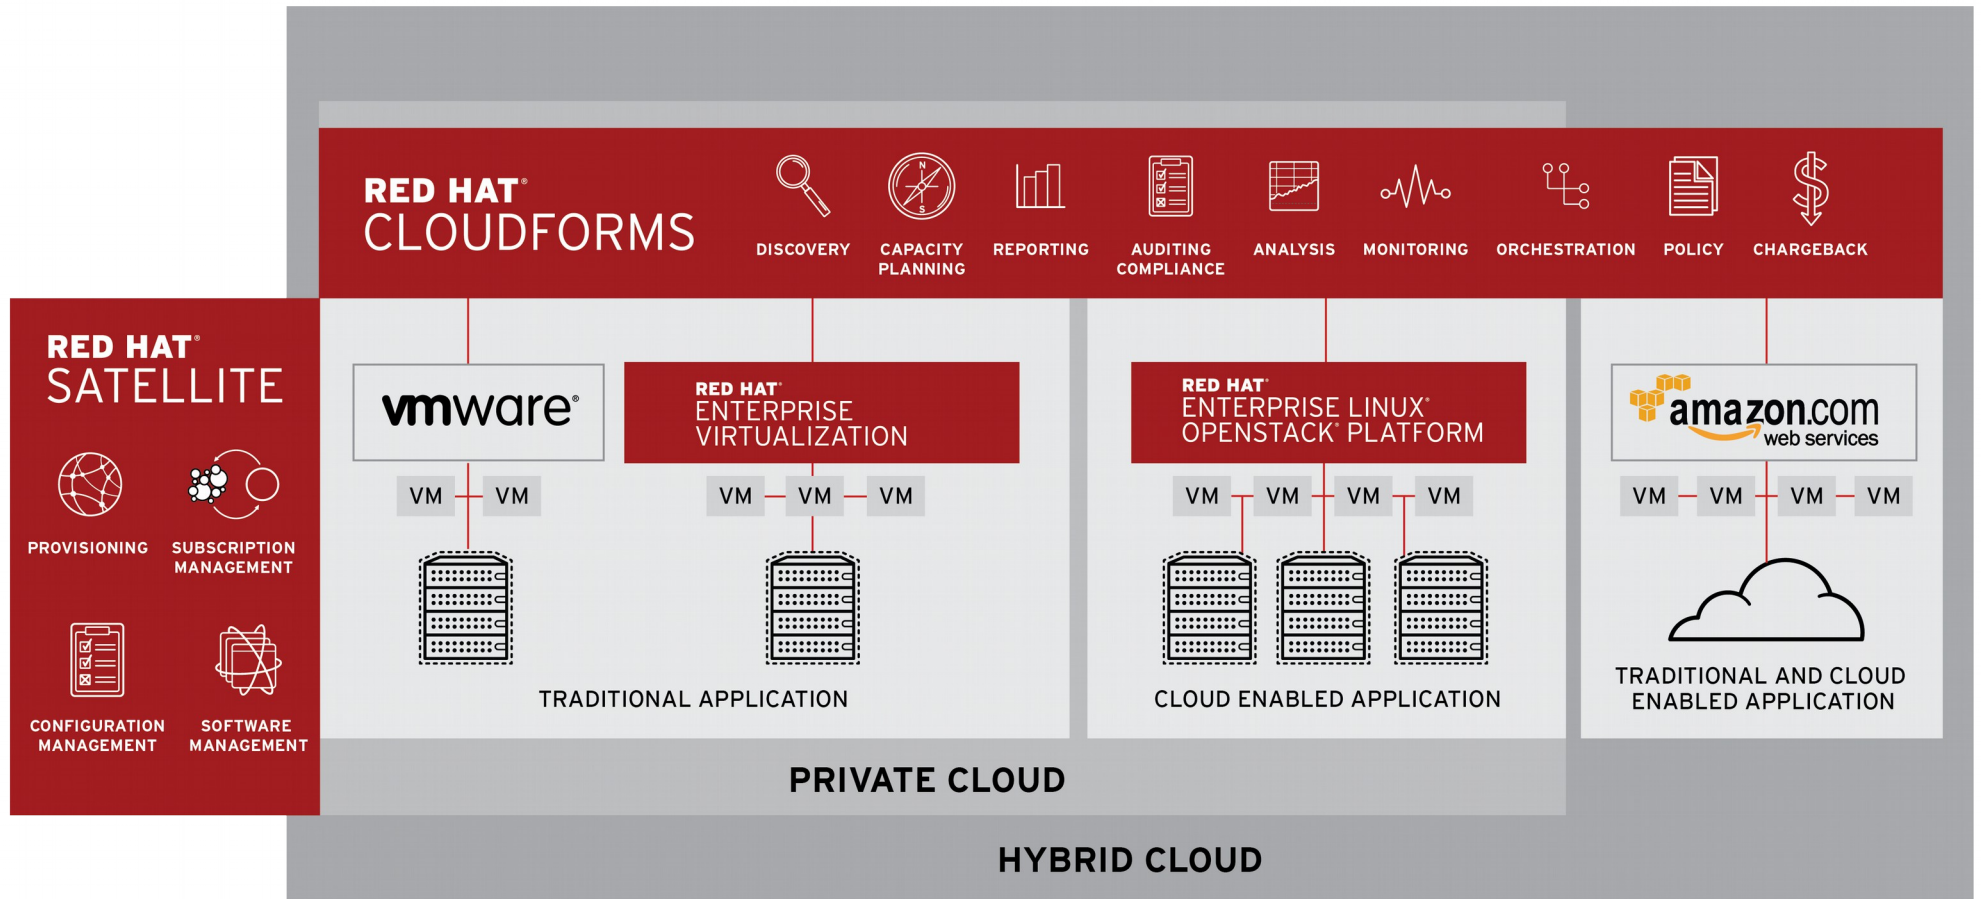 RED HAT®
CLOUDFORMS
DISCOVERY
CAPACITY
PLANNING
REPORTING
AUDITING
COMPLIANCE
ANALYSIS
MONITORING
ORCHESTRATION
POLICY
CHARGEBACK
N
S
RED HAT®
SATELLITE
PROVISIONING
SUBSCRIPTION
MANAGEMENT
CONFIGURATION
MANAGEMENT
SOFTWARE
MANAGEMENT
vmware®
VM VM
RED HAT®
ENTERPRISE
VIRTUALIZATION
VM VM VM
TRADITIONAL APPLICATION
RED HAT®
ENTERPRISE LINUX®
OPENSTACK® PLATFORM
VM VM VM VM
CLOUD ENABLED APPLICATION
amazon.com
web services
VM VM VM VM
TRADITIONAL AND CLOUD
ENABLED APPLICATION
PRIVATE CLOUD
HYBRID CLOUD